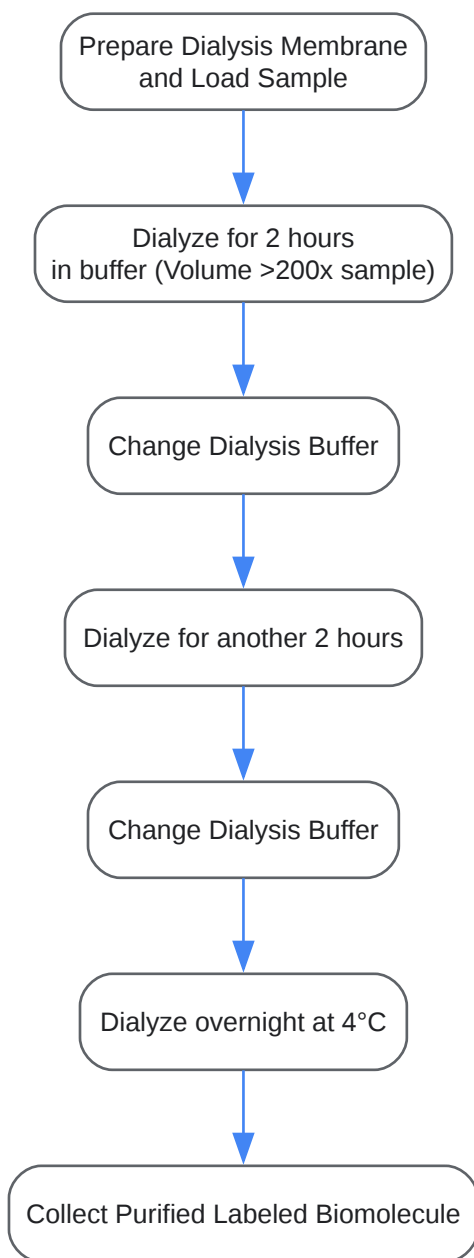 Prepare Dialysis Membrane
and Load Sample
Dialyze for 2 hours
in buffer (Volume >200x sample)
Change Dialysis Buffer
Dialyze for another 2 hours
Change Dialysis Buffer
Dialyze overnight at 4°C
Collect Purified Labeled Biomolecule